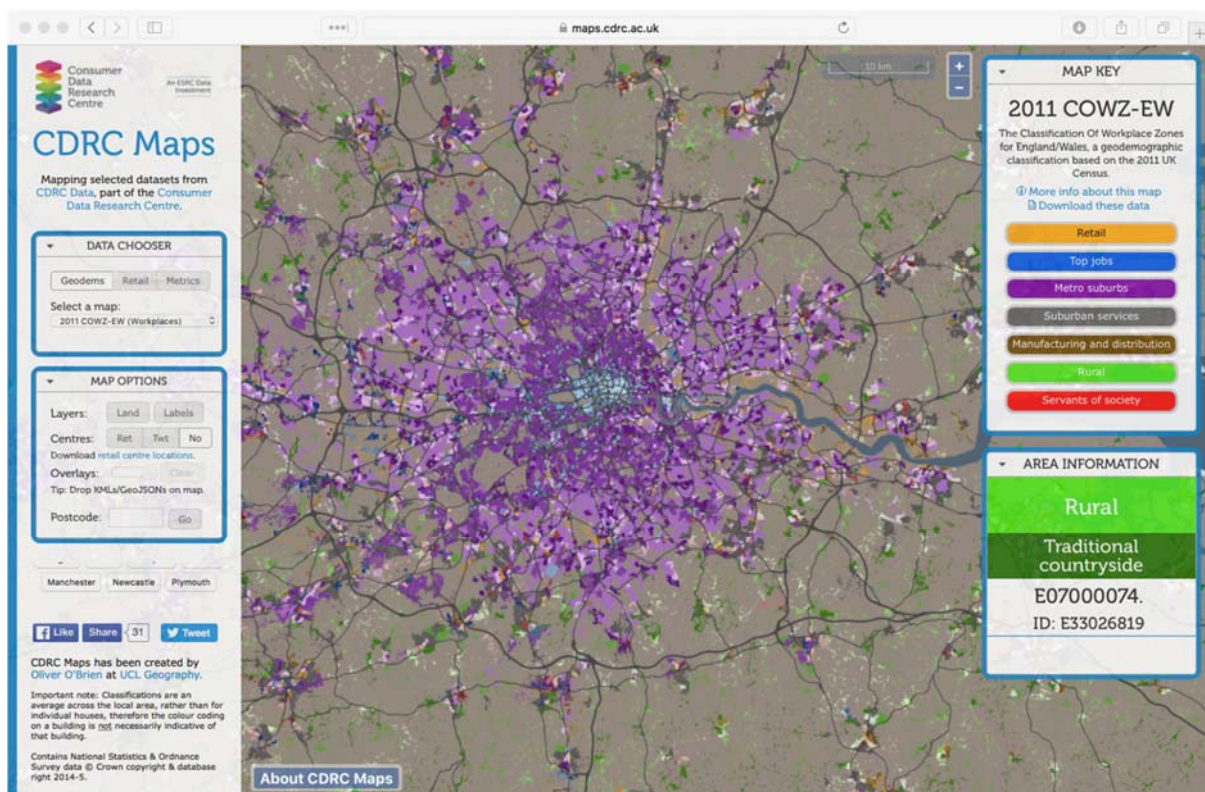 maps.cdrc.ac.uk
Consumer
Data
Research
Centre
An ESRC Data
Investment
CDRC Maps
Mapping selected datasets from
CDRC Data, part of the Consumer
Data Research Centre.
DATA CHOOSER
Geodems Retail Metrics
Select a map:
2011 COWZ-EW (Workplaces)
MAP OPTIONS
Layers: Land Labels
Centres: Ret Twt No
Download retail centre locations.
Overlays: Clear
Tip: Drop KMLs/GeoJSONs on map.
Postcode: Go
Manchester Newcastle Plymouth
Like Share 31 Tweet
CDRC Maps has been created by
Oliver O'Brien at UCL Geography.
Important note: Classifications are an
average across the local area, rather than for
individual houses, therefore the colour coding
on a building is not necessarily indicative of
that building.
Contains National Statistics & Ordnance
Survey data © Crown copyright & database
right 2014-5.
10 km
+
−
About CDRC Maps
MAP KEY
2011 COWZ-EW
The Classification Of Workplace Zones
for England/Wales, a geodemographic
classification based on the 2011 UK
Census.
More info about this map
Download these data
Retail
Top jobs
Metro suburbs
Suburban services
Manufacturing and distribution
Rural
Servants of society
AREA INFORMATION
Rural
Traditional
countryside
E07000074.
ID: E33026819